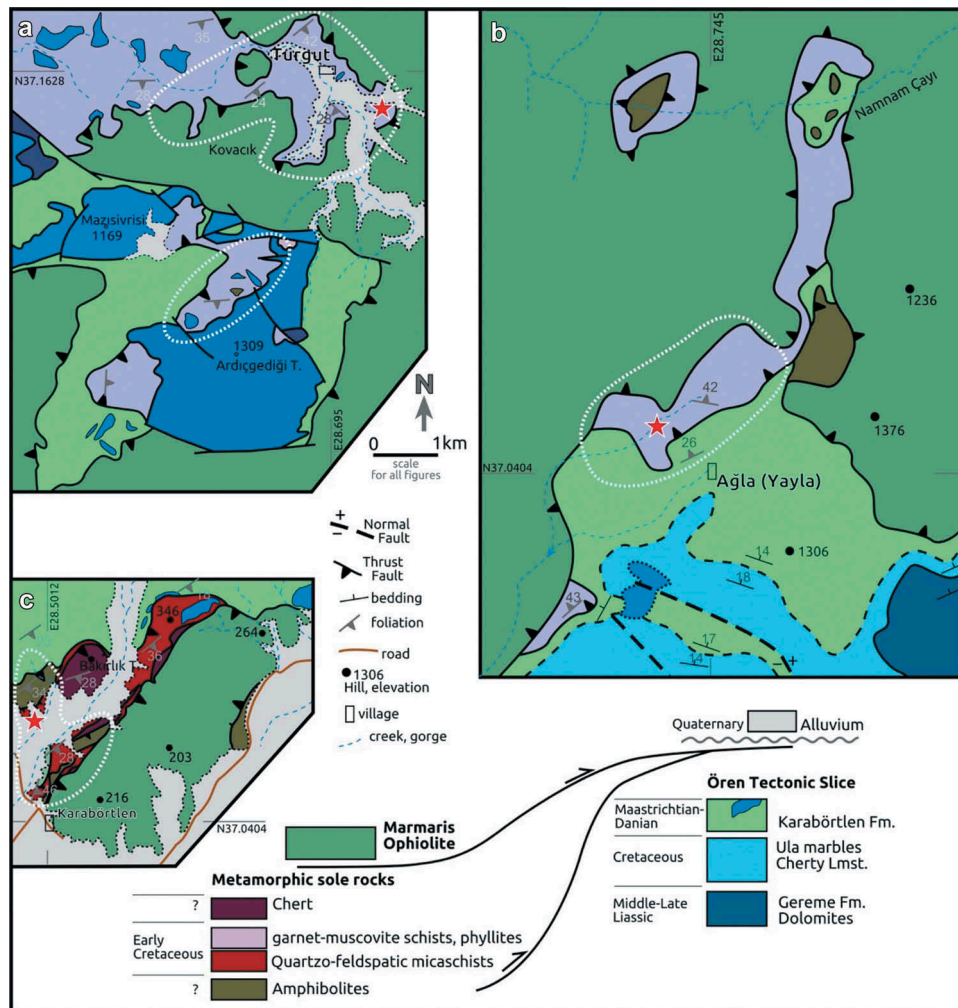 a
35
42
Turgut
N37.1628
23
24
28
Kovacık
Mazısivrisi
1169
1309
Ardıçgediği T.
E28.695
N
0 1km
scale
for all figures
b
E28.745
Namnam Çayı
1236
42
1376
26
N37.0404
Ağla (Yayla)
14
1306
18
43
17
14
+
–
+
–
Normal
Fault
Thrust
Fault
bedding
foliation
road
1306
Hill, elevation
village
creek, gorge
c
E28.5012
346
264
36
Bakırlık T.
28
34
28
203
46
216
Karabörtlen
N37.0404
Quaternary Alluvium
Ören Tectonic Slice
Maastrichtian-
Danian
Karabörtlen Fm.
Cretaceous
Ula marbles
Cherty Lmst.
Middle-Late
Liassic
Gereme Fm.
Dolomites
Marmaris
Ophiolite
Metamorphic sole rocks
? Chert
Early
Cretaceous
garnet-muscovite schists, phyllites
Quartzo-feldspatic micaschists
? Amphibolites